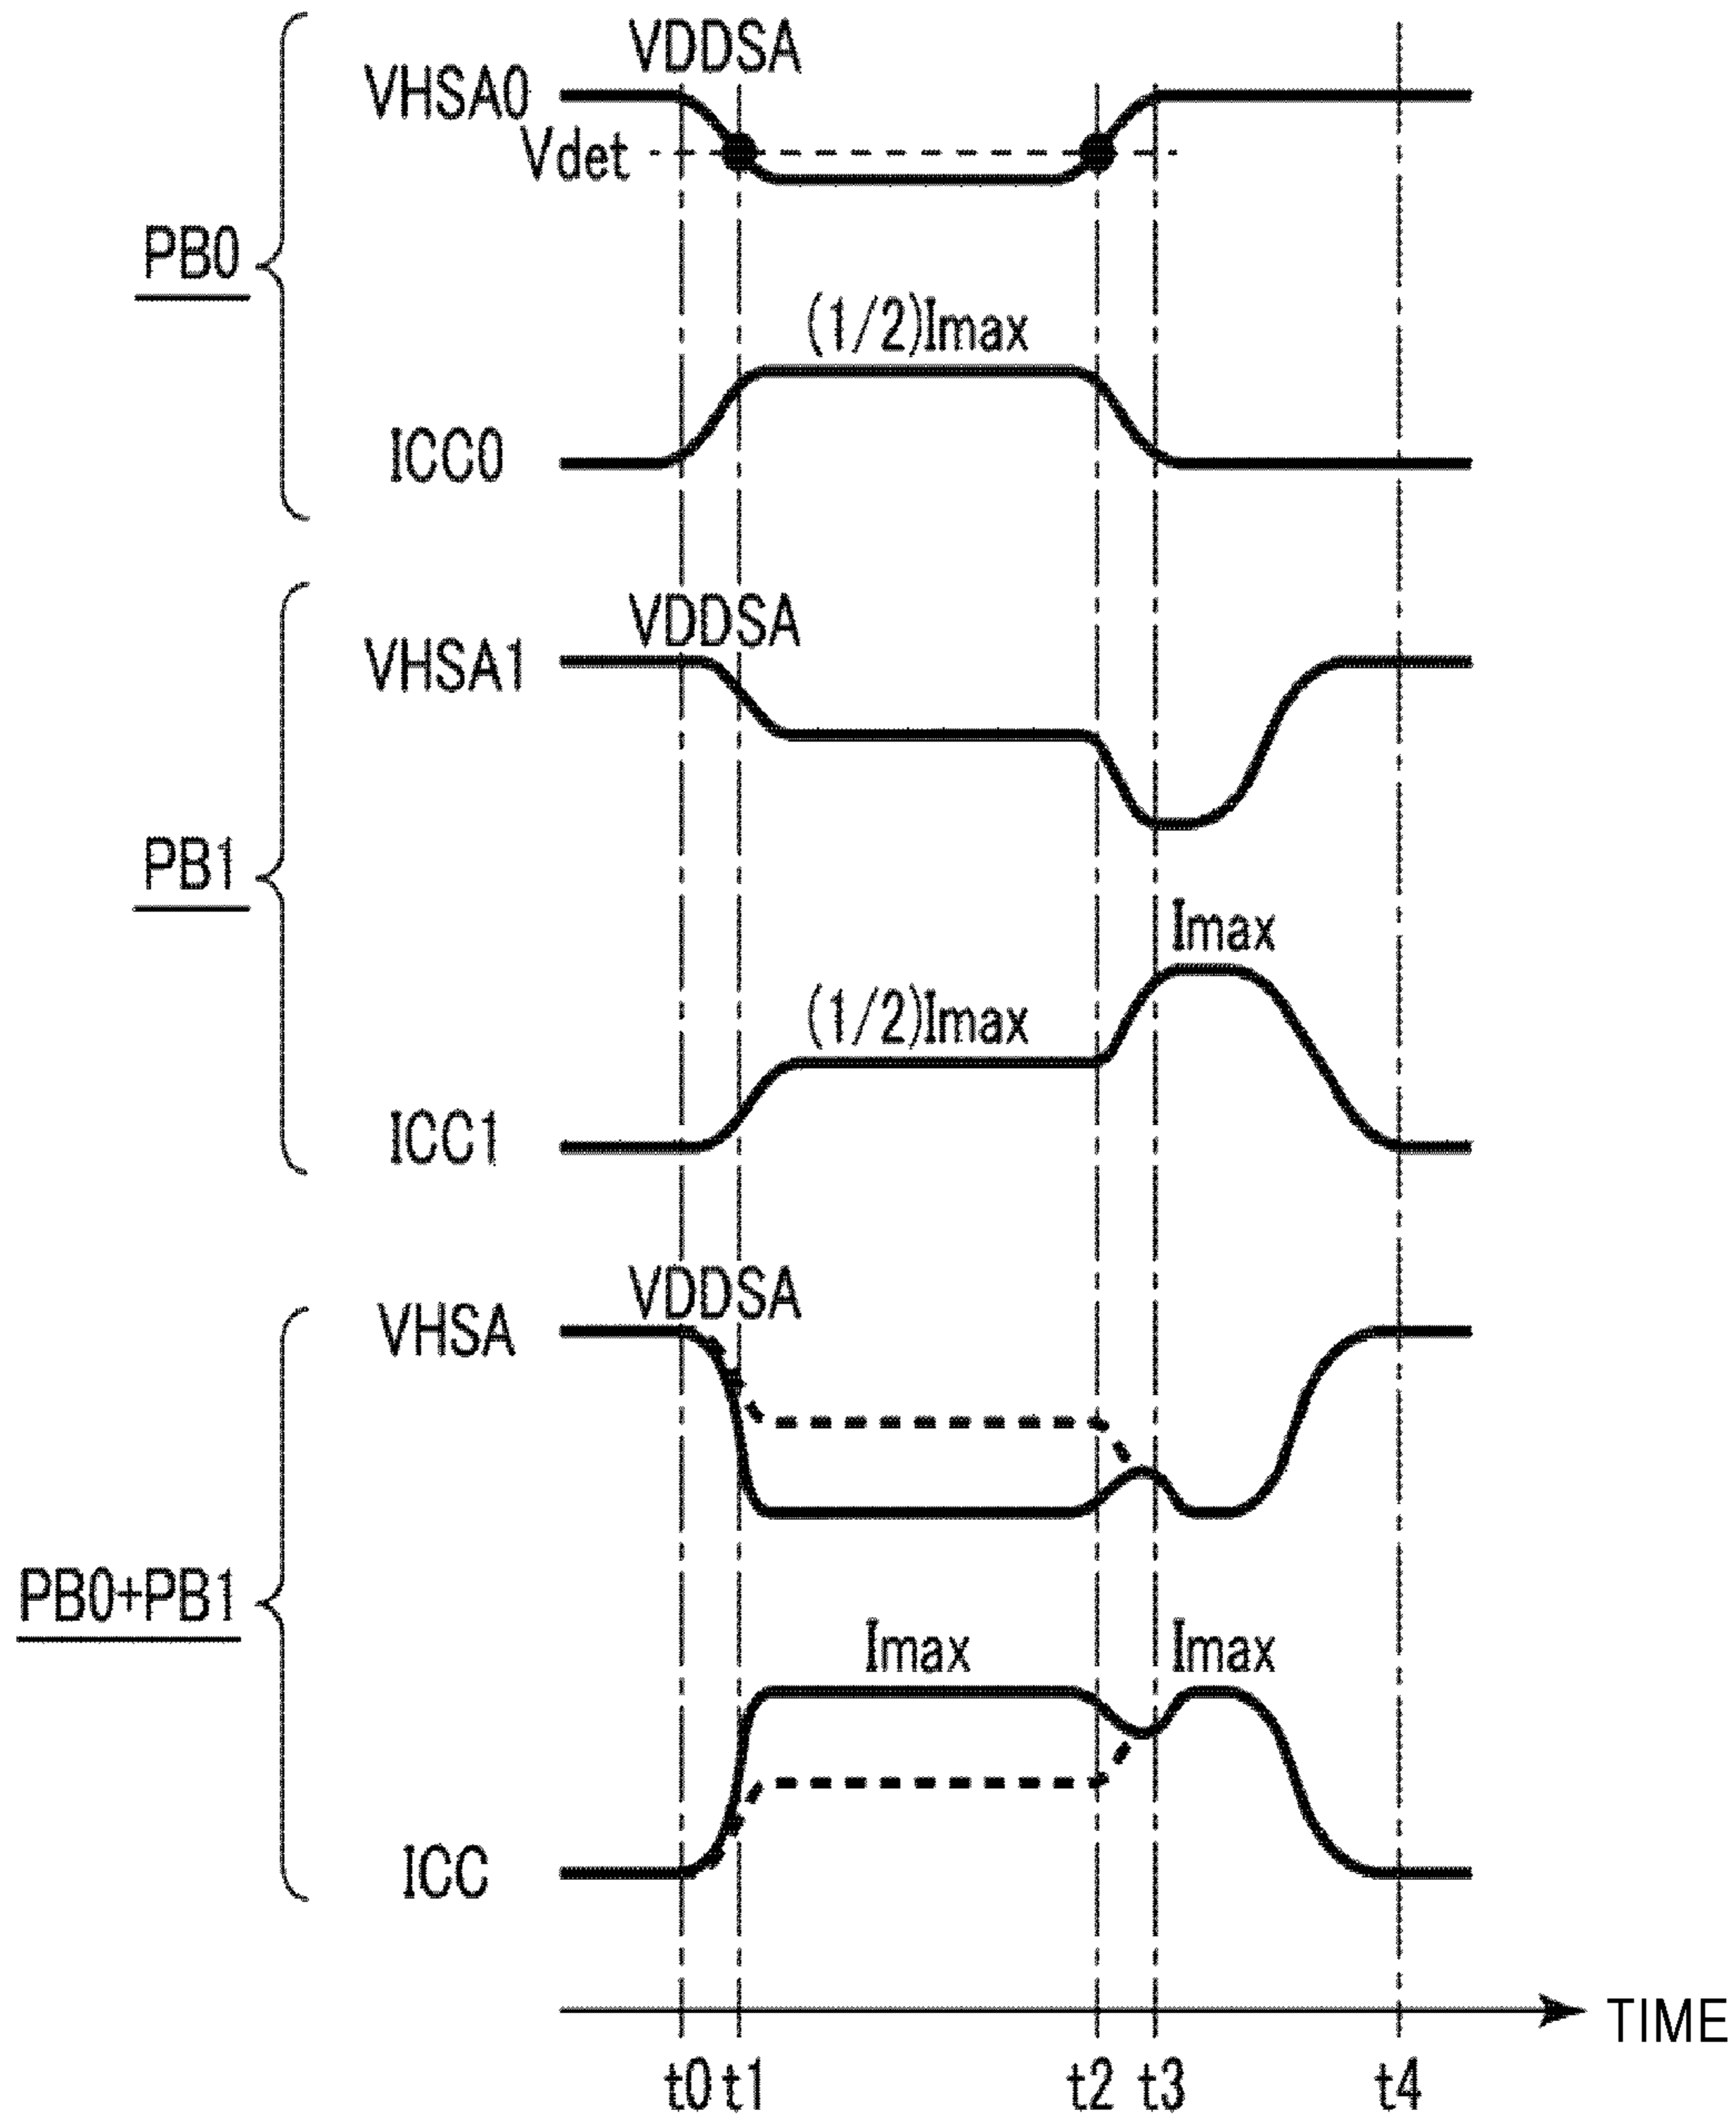 VDDSA
VHSA0
Vdet
PB0
(1/2)Imax
ICC0
VDDSA
VHSA1
PB1
Imax
(1/2)Imax
ICC1
VDDSA
VHSA
PB0+PB1
Imax Imax
ICC
TIME
t0 t1 t2 t3 t4